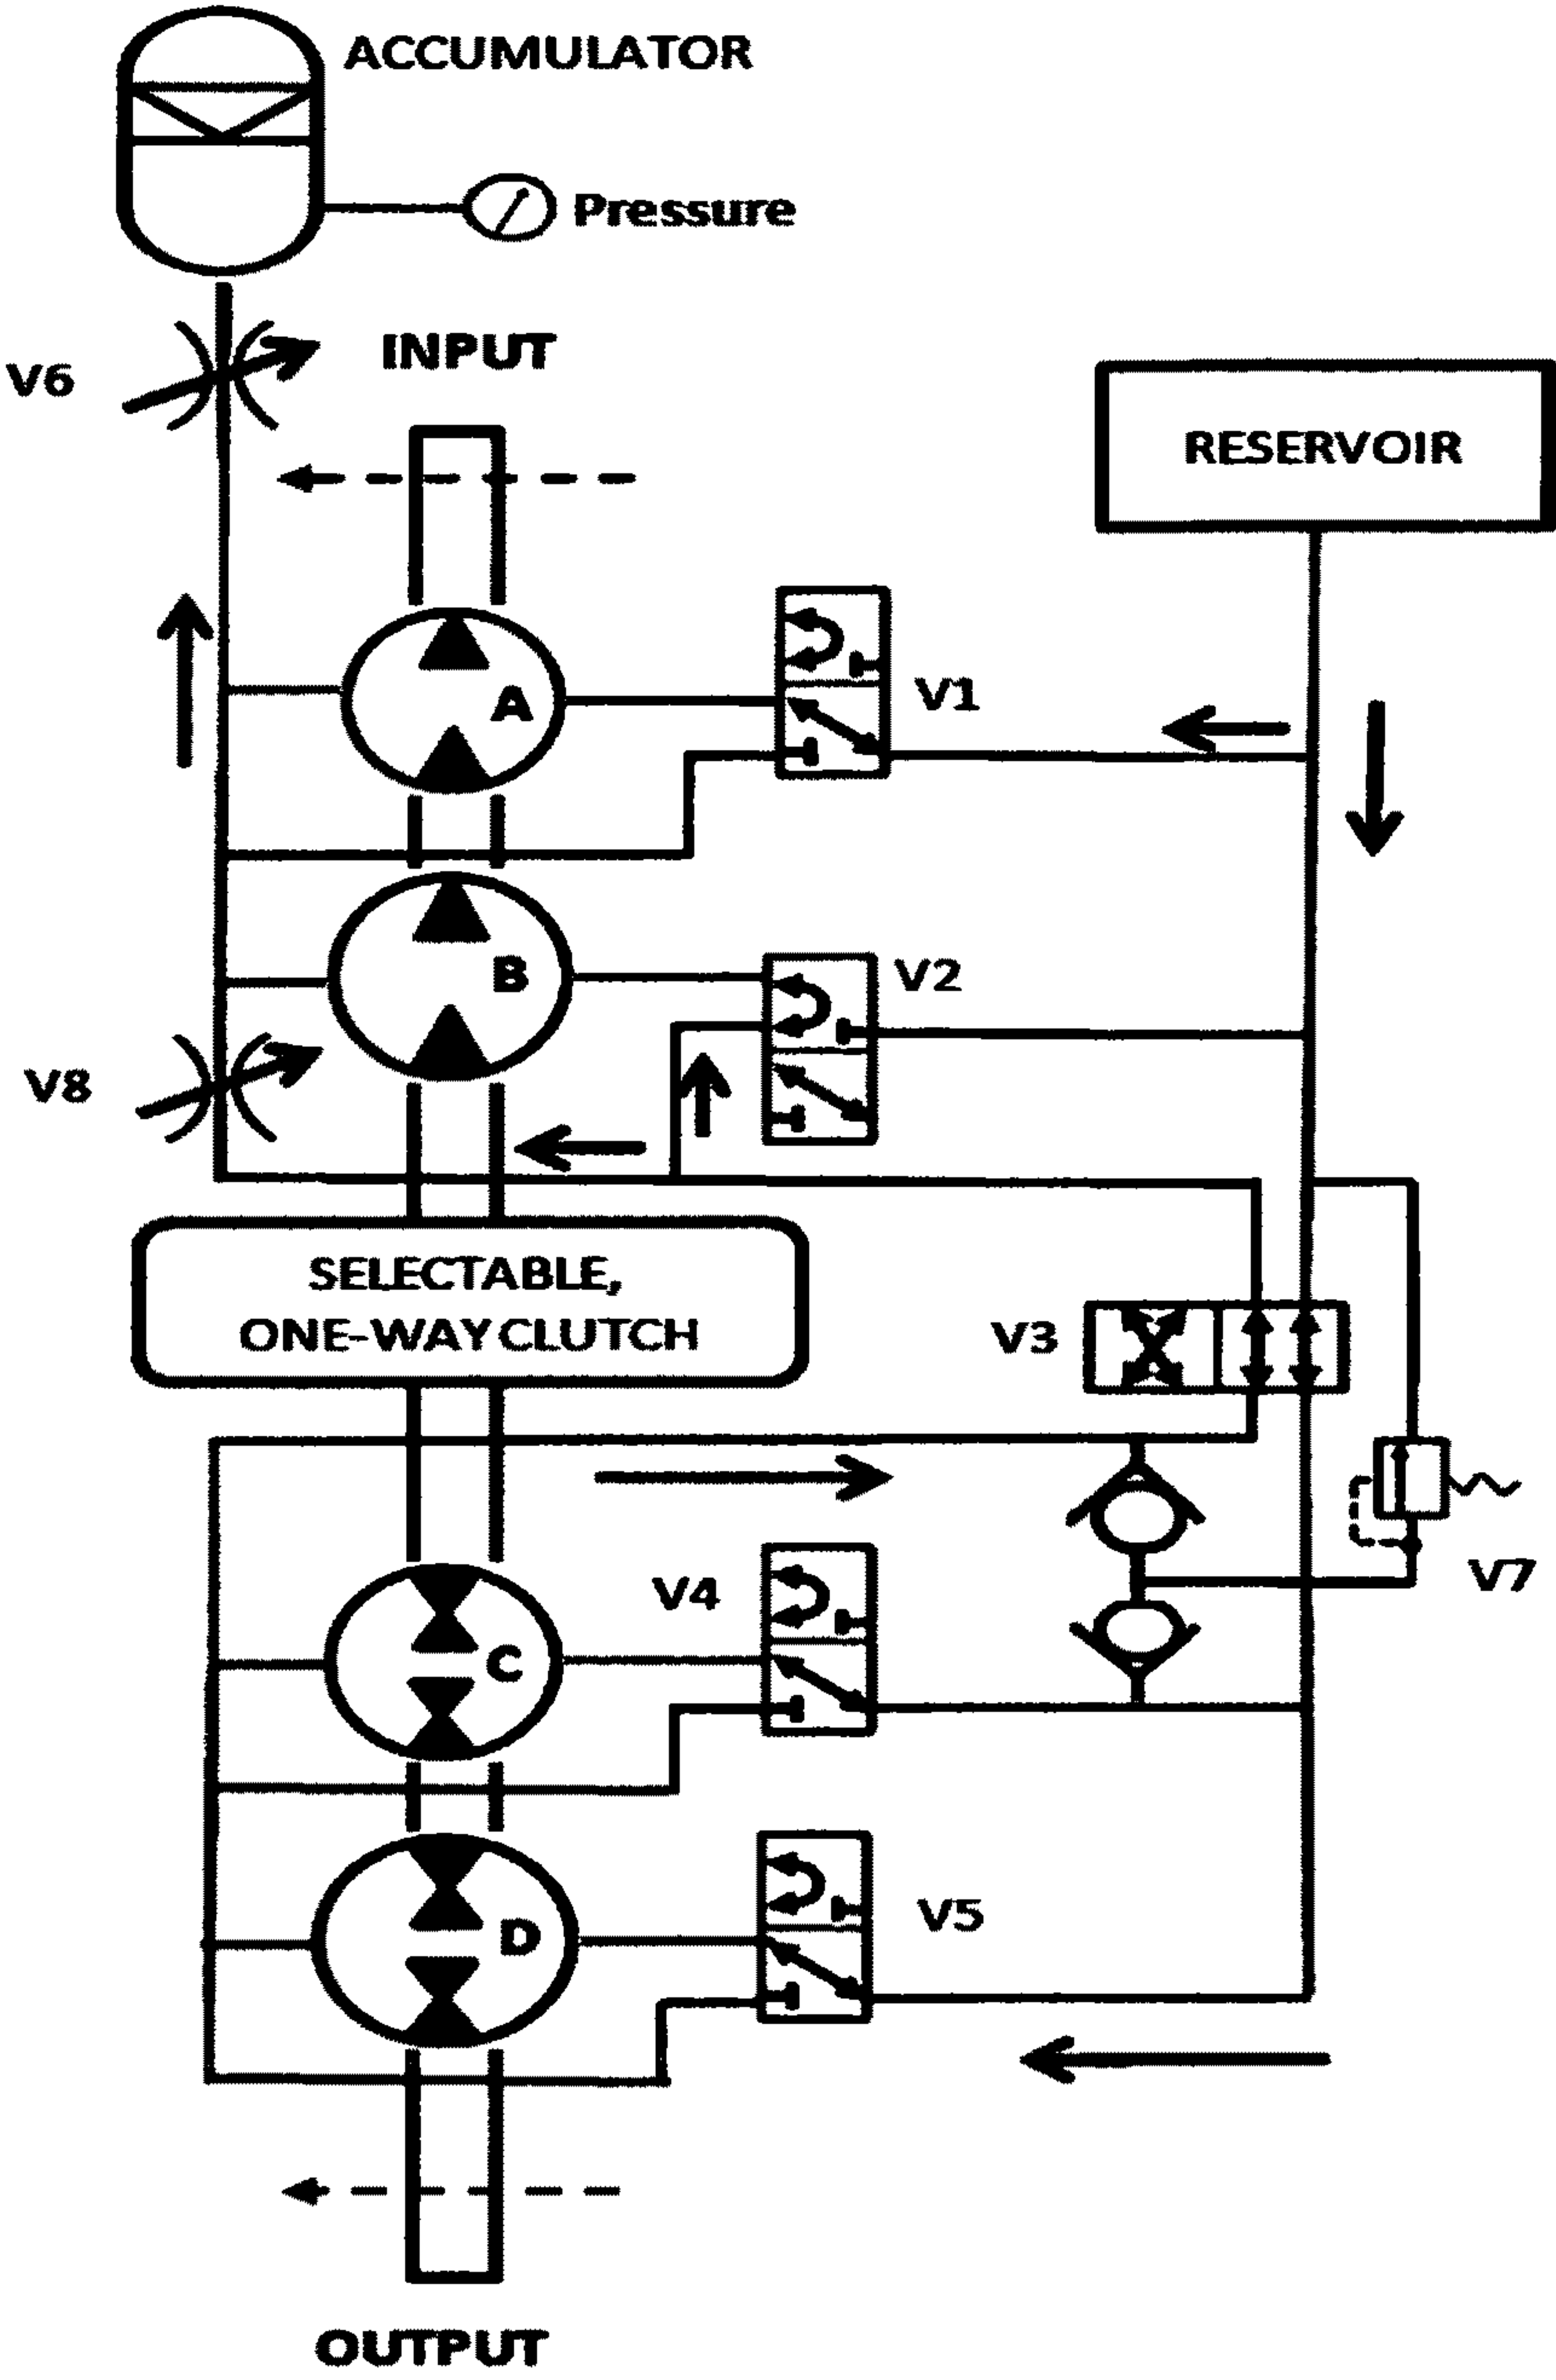 ACCUMULATOR
Pressure
INPUT
V6
RESERVOIR
A
V1
B
V2
V8
SELECTABLE,
ONE-WAY CLUTCH
V3
V4
V7
C
V5
D
OUTPUT